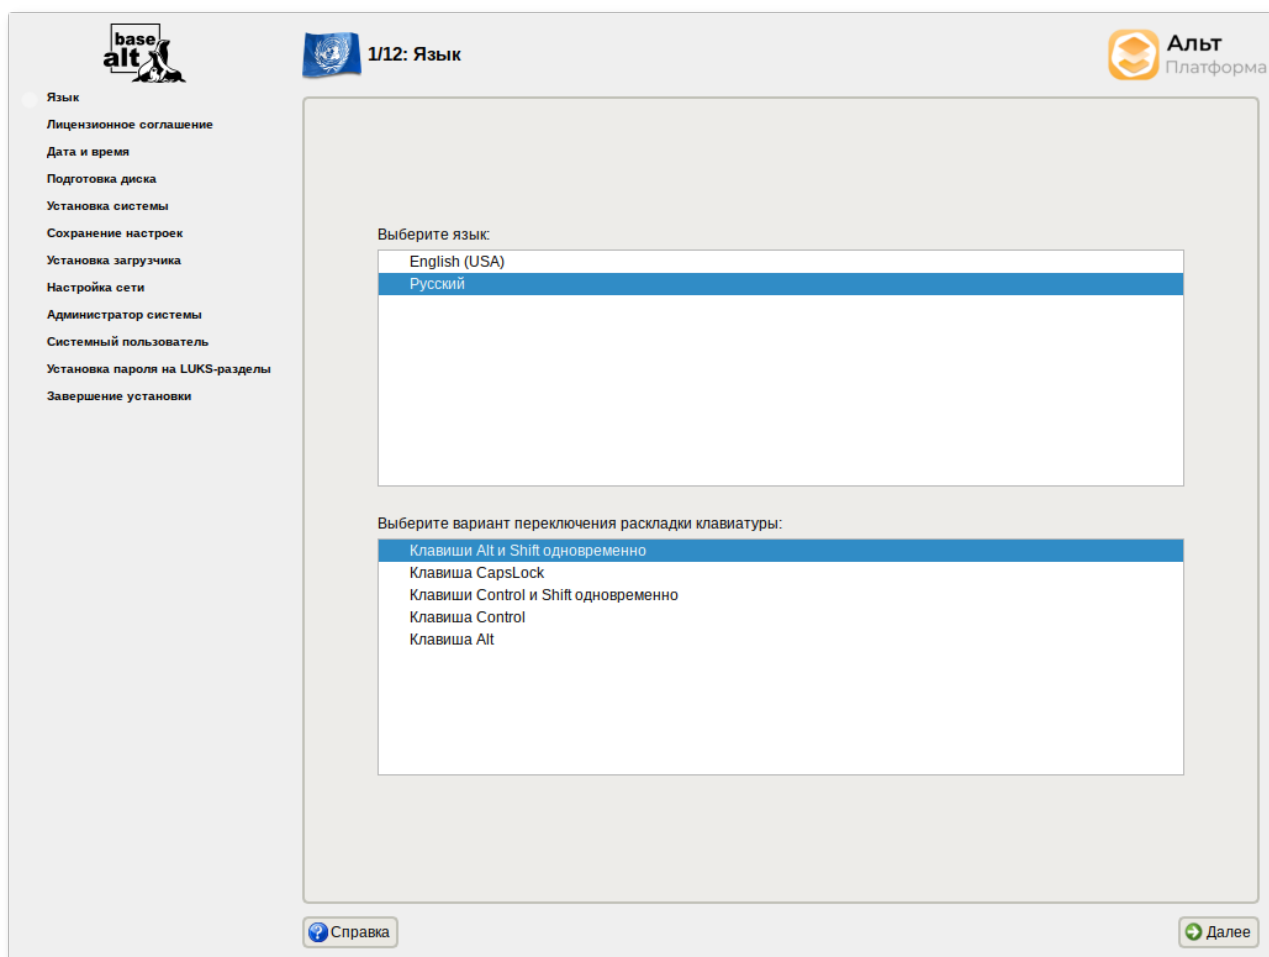 base
alt
1/12: Язык
Альт
Платформа
Язык
Лицензионное соглашение
Дата и время
Подготовка диска
Установка системы
Сохранение настроек
Установка загрузчика
Настройка сети
Администратор системы
Системный пользователь
Установка пароля на LUKS-разделы
Завершение установки
Выберите язык:
English (USA)
Русский
Выберите вариант переключения раскладки клавиатуры:
Клавиши Alt и Shift одновременно
Клавиша CapsLock
Клавиши Control и Shift одновременно
Клавиша Control
Клавиша Alt
Справка
Далее